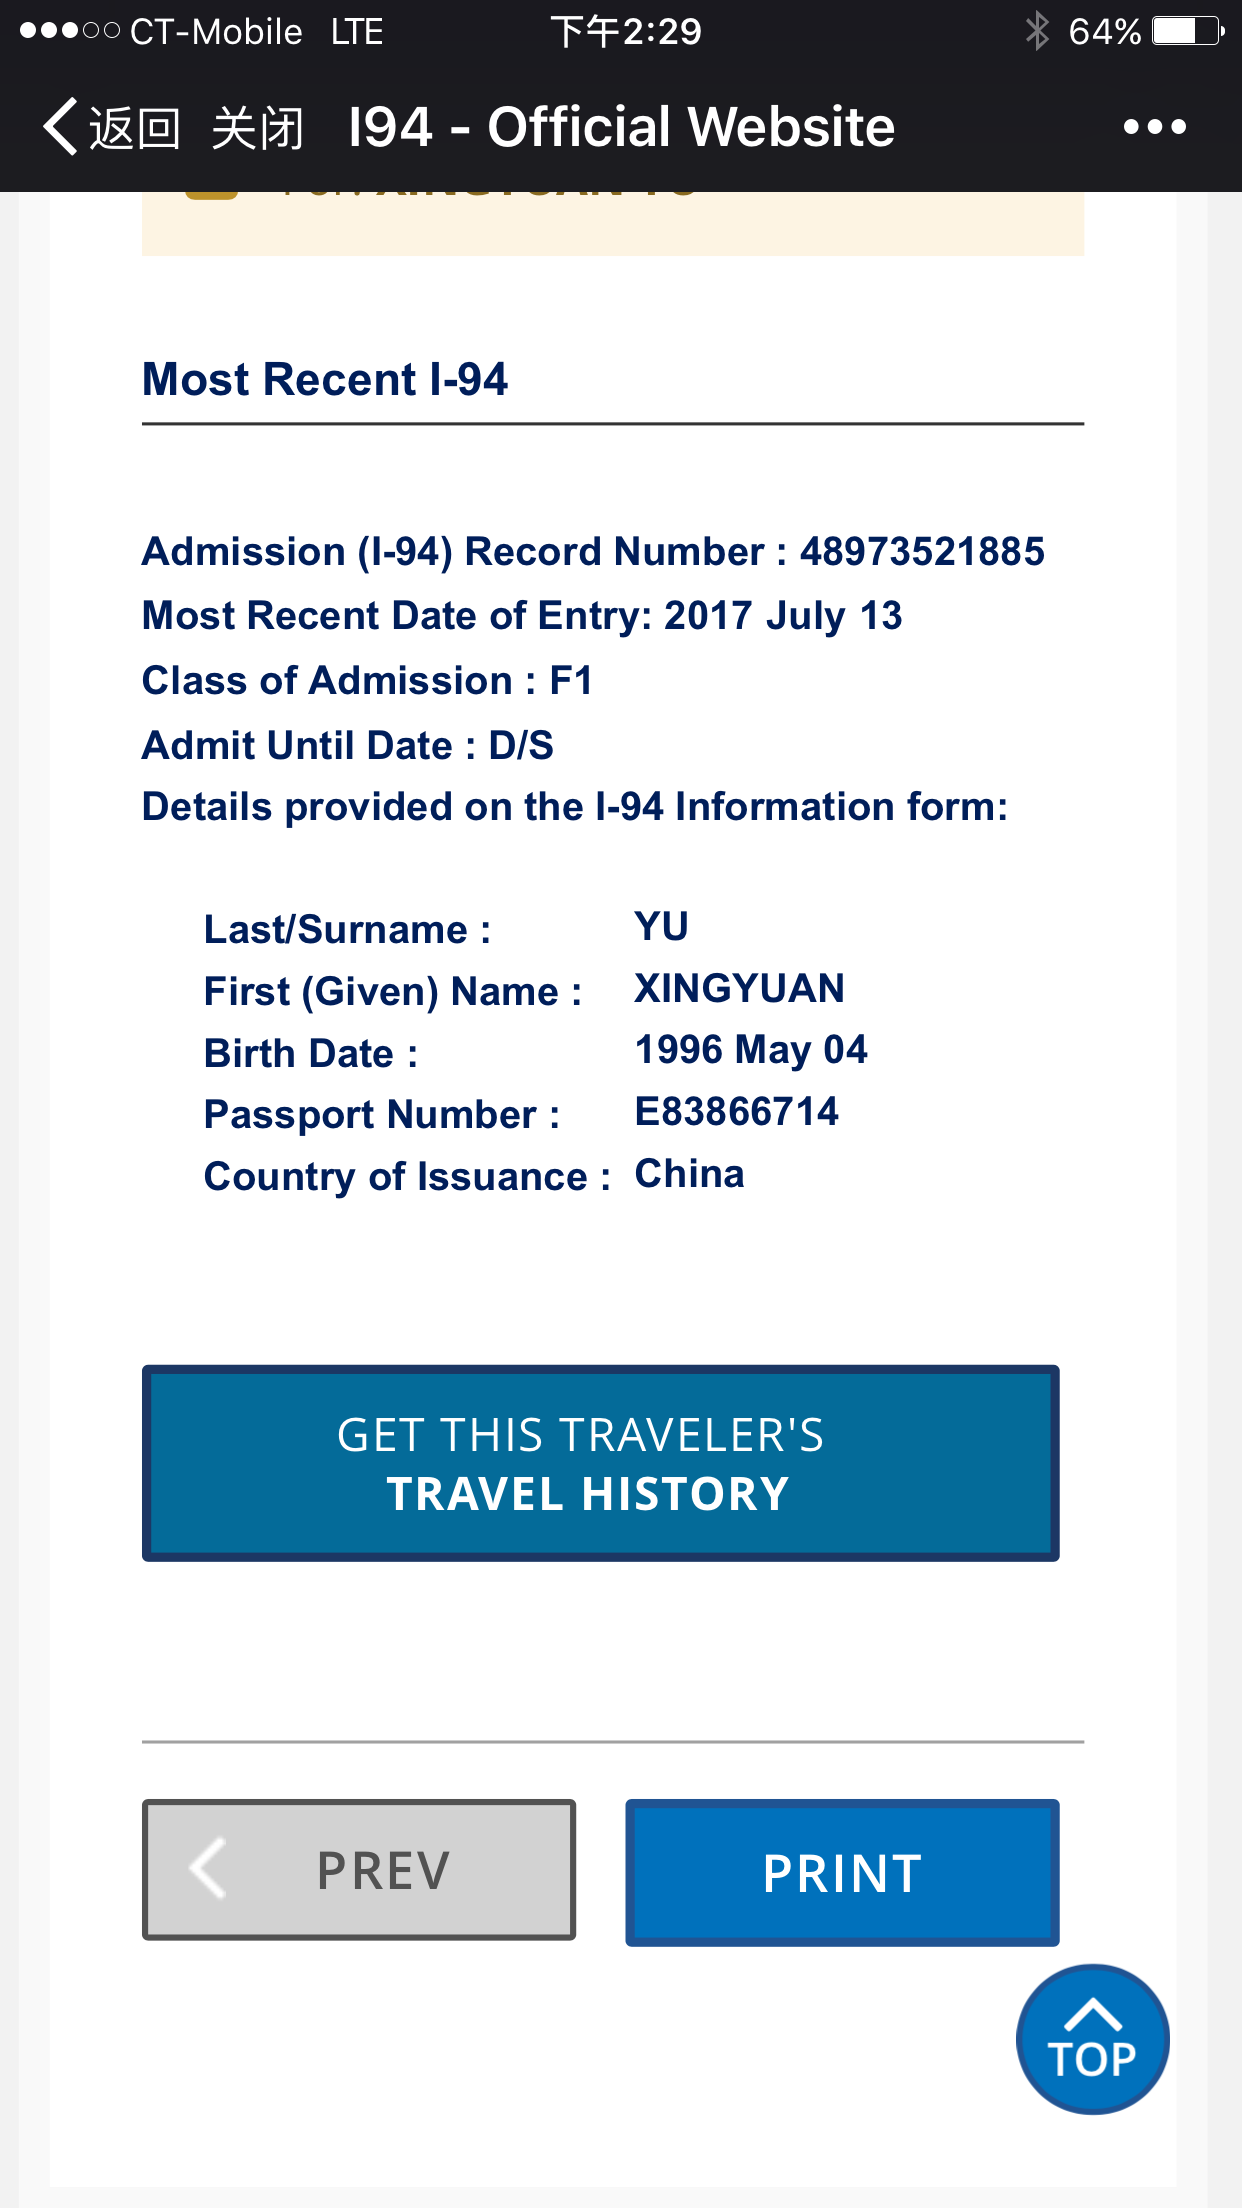 CT-Mobile LTE 下午2:29 64%
返回 关闭 I94 - Official Website
Most Recent I-94
Admission (I-94) Record Number : 48973521885
Most Recent Date of Entry: 2017 July 13
Class of Admission : F1
Admit Until Date : D/S
Details provided on the I-94 Information form:
Last/Surname : YU
First (Given) Name : XINGYUAN
Birth Date : 1996 May 04
Passport Number : E83866714
Country of Issuance : China
GET THIS TRAVELER'S
TRAVEL HISTORY
PREV
PRINT
TOP